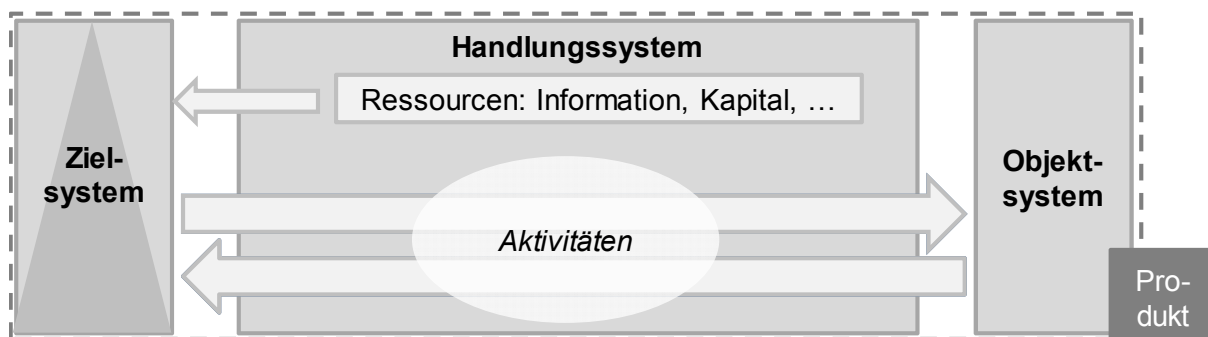 Handlungssystem
Ressourcen: Information, Kapital, …
Ziel-
system
Aktivitäten
Objekt-
system
Pro-
dukt